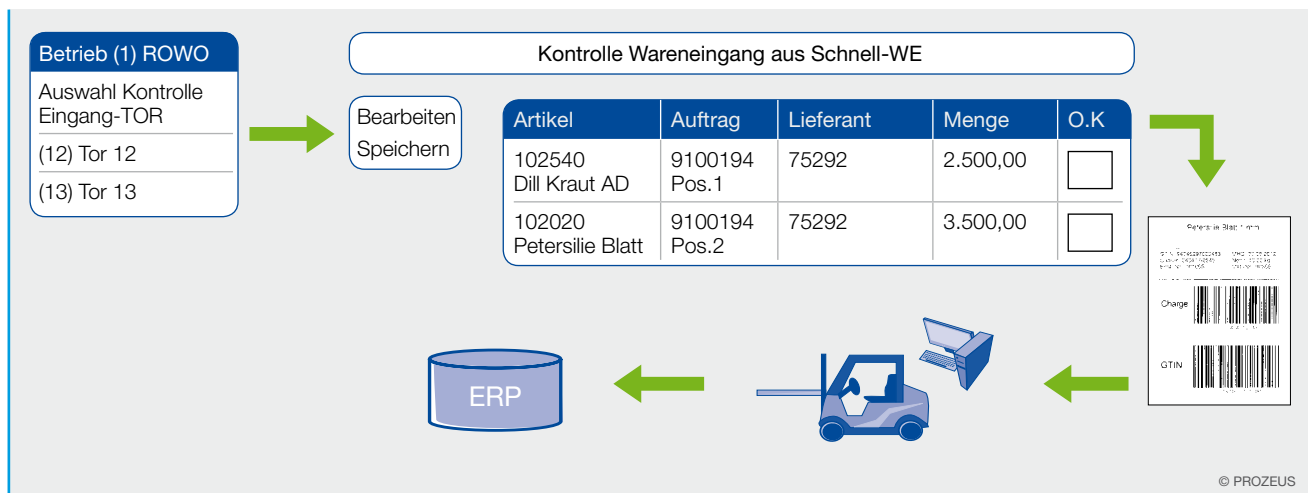 Betrieb (1) ROWO
Auswahl Kontrolle
Eingang-TOR
(12) Tor 12
(13) Tor 13
Kontrolle Wareneingang aus Schnell-WE
Bearbeiten
Speichern
Artikel Auftrag Lieferant Menge O.K
102540 9100194 75292 2.500,00
Dill Kraut AD Pos.1
102020 9100194 75292 3.500,00
Petersilie Blatt Pos.2
Petersilie Blatt
Charge
GTIN
ERP
© PROZEUS